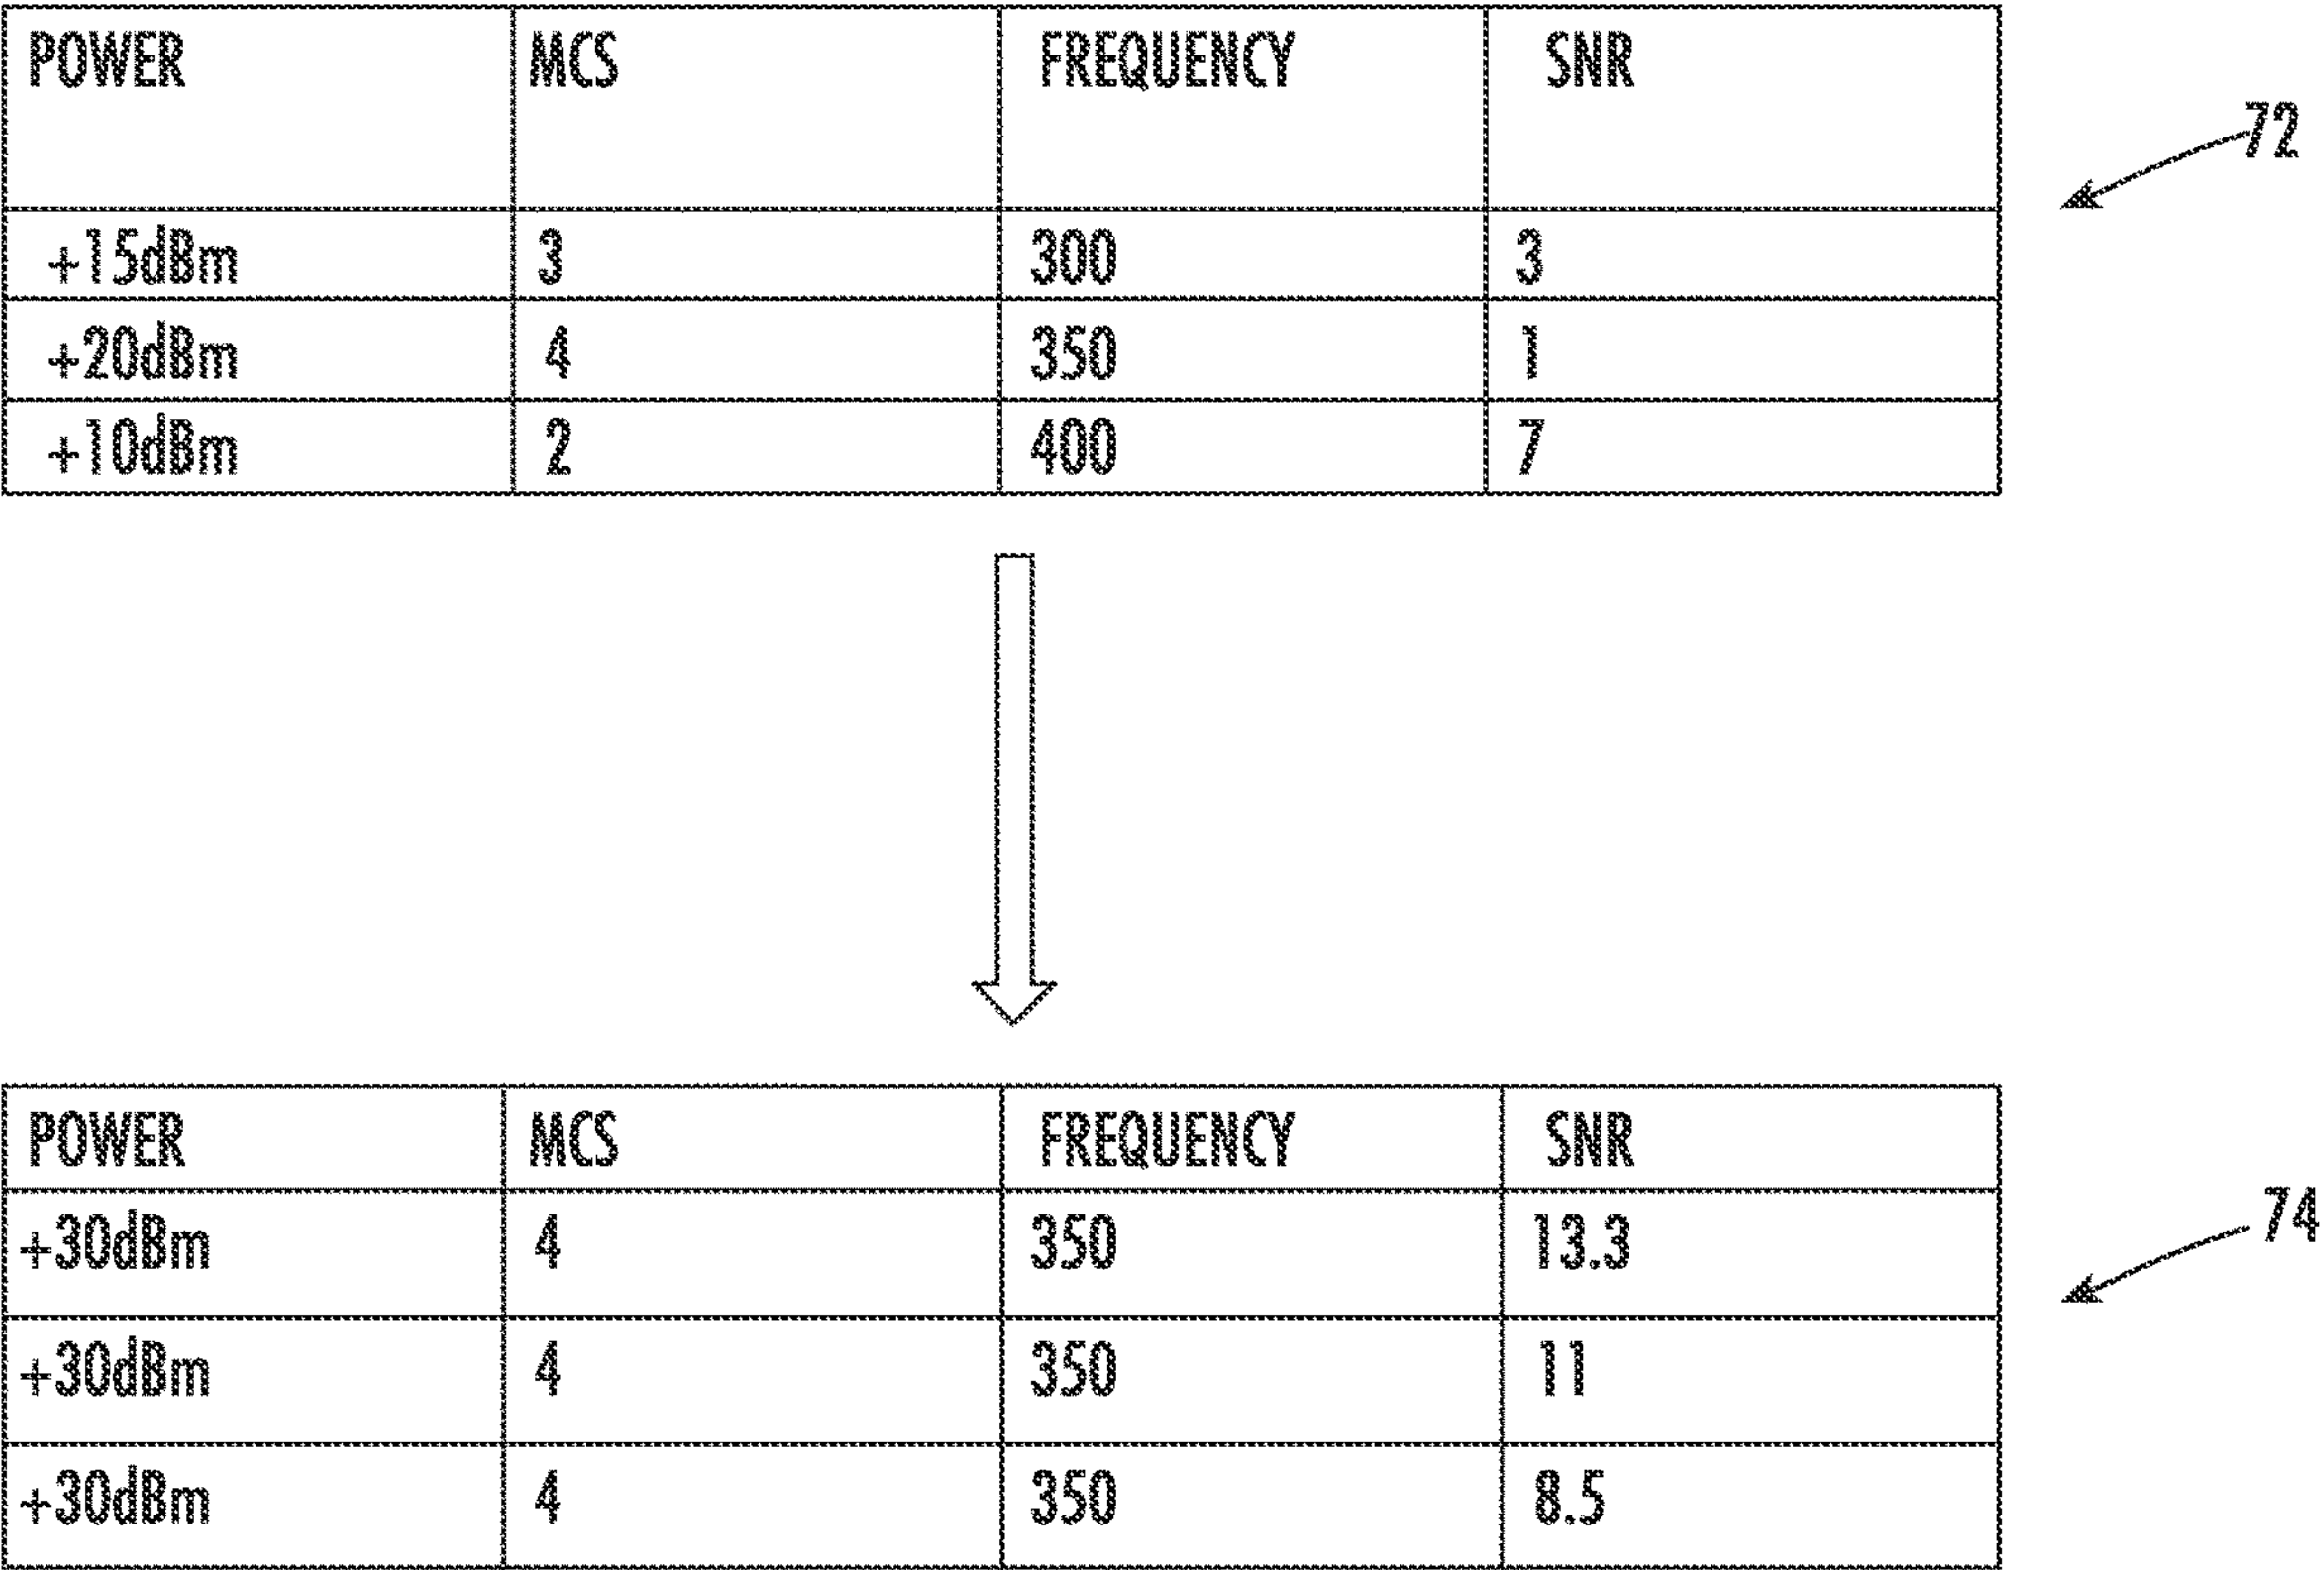 POWER MCS FREQUENCY SNR
72
+15dBm 3 300 3
+20dBm 4 350 1
+10dBm 2 400 7
POWER MCS FREQUENCY SNR
74
+30dBm 4 350 13.3
+30dBm 4 350 11
+30dBm 4 350 8.5